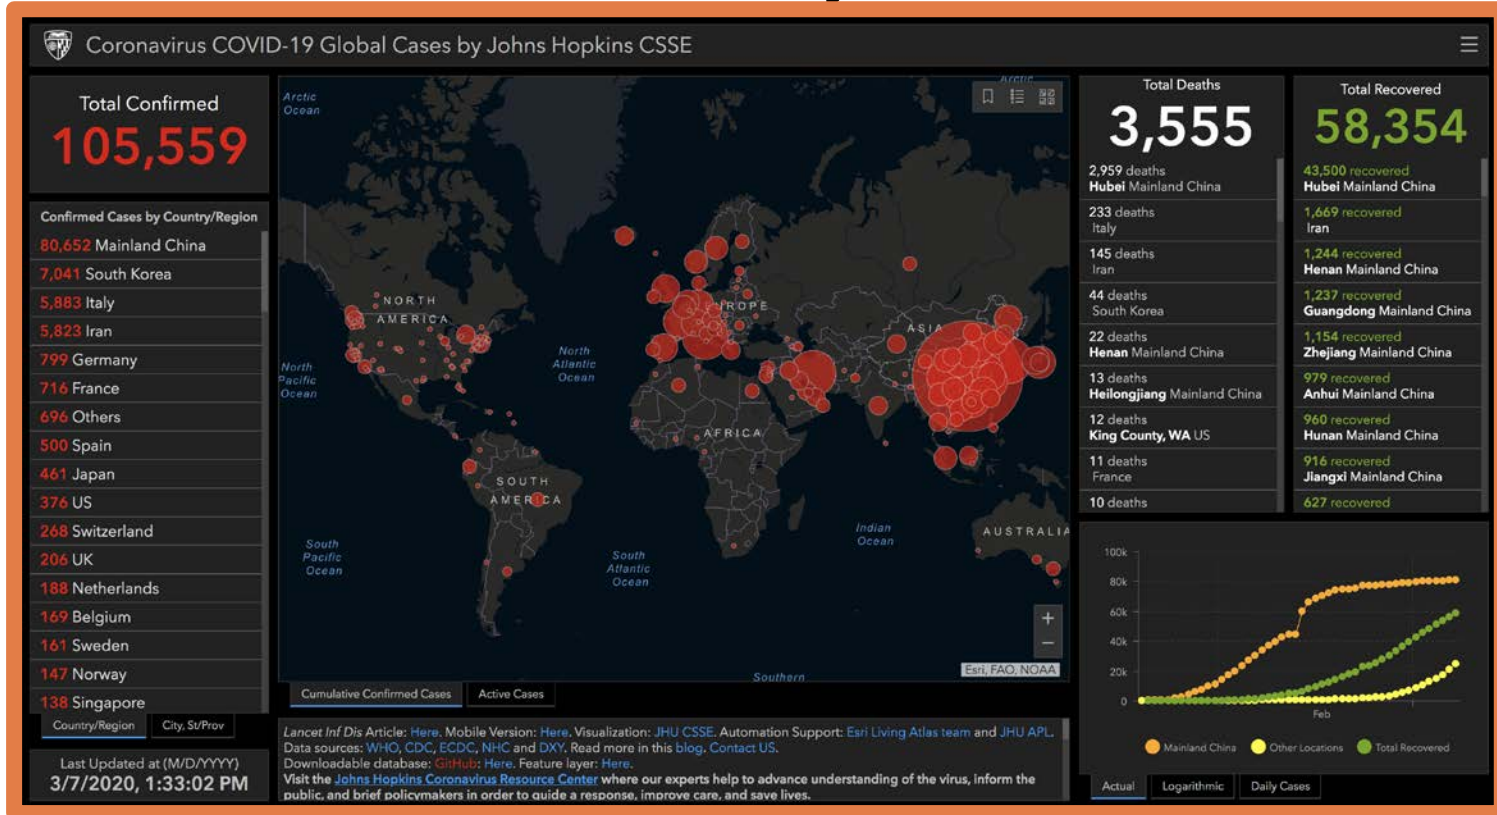 Coronavirus COVID-19 Global Cases by Johns Hopkins CSSE
Total Confirmed
105,559
Confirmed Cases by Country/Region
80,652 Mainland China
7,041 South Korea
5,883 Italy
5,823 Iran
799 Germany
716 France
696 Others
500 Spain
461 Japan
376 US
268 Switzerland
206 UK
188 Netherlands
169 Belgium
161 Sweden
147 Norway
138 Singapore
Country/Region
City, St/Prov
Last Updated at (M/D/YYYY)
3/7/2020, 1:33:02 PM
Arctic
Ocean
Arctic
NORTH
AMERICA
EUROPE
ASIA
North
Pacific
Ocean
North
Atlantic
Ocean
AFRICA
SOUTH
AMERICA
Indian
Ocean
AUSTRALIA
South
Pacific
Ocean
South
Atlantic
Ocean
Southern
+
−
Esri, FAO, NOAA
Cumulative Confirmed Cases
Active Cases
Lancet Inf Dis Article: Here. Mobile Version: Here. Visualization: JHU CSSE. Automation Support: Esri Living Atlas team and JHU APL.
Data sources: WHO, CDC, ECDC, NHC and DXY. Read more in this blog. Contact US.
Downloadable database: GitHub: Here. Feature layer: Here.
Visit the Johns Hopkins Coronavirus Resource Center where our experts help to advance understanding of the virus, inform the
public, and brief policymakers in order to guide a response, improve care, and save lives.
Total Deaths
3,555
2,959 deaths
Hubei Mainland China
233 deaths
Italy
145 deaths
Iran
44 deaths
South Korea
22 deaths
Henan Mainland China
13 deaths
Heilongjiang Mainland China
12 deaths
King County, WA US
11 deaths
France
10 deaths
Total Recovered
58,354
43,500 recovered
Hubei Mainland China
1,669 recovered
Iran
1,244 recovered
Henan Mainland China
1,237 recovered
Guangdong Mainland China
1,154 recovered
Zhejiang Mainland China
979 recovered
Anhui Mainland China
960 recovered
Hunan Mainland China
916 recovered
Jiangxi Mainland China
627 recovered
100k
80k
60k
40k
20k
0
Feb
Mainland China
Other Locations
Total Recovered
Actual
Logarithmic
Daily Cases